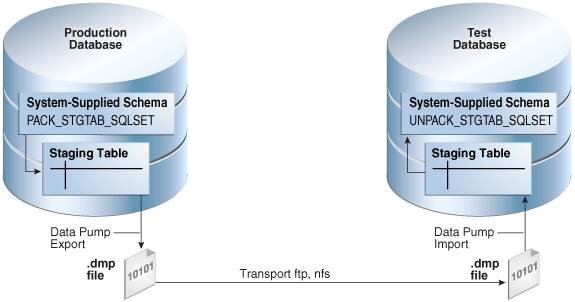 Production
Database
System-Supplied Schema
PACK_STGTAB_SQLSET
Staging Table
Data Pump
Export
.dmp
file
10101
Transport ftp, nfs
Test
Database
System-Supplied Schema
UNPACK_STGTAB_SQLSET
Staging Table
Data Pump
Import
.dmp
file
10101